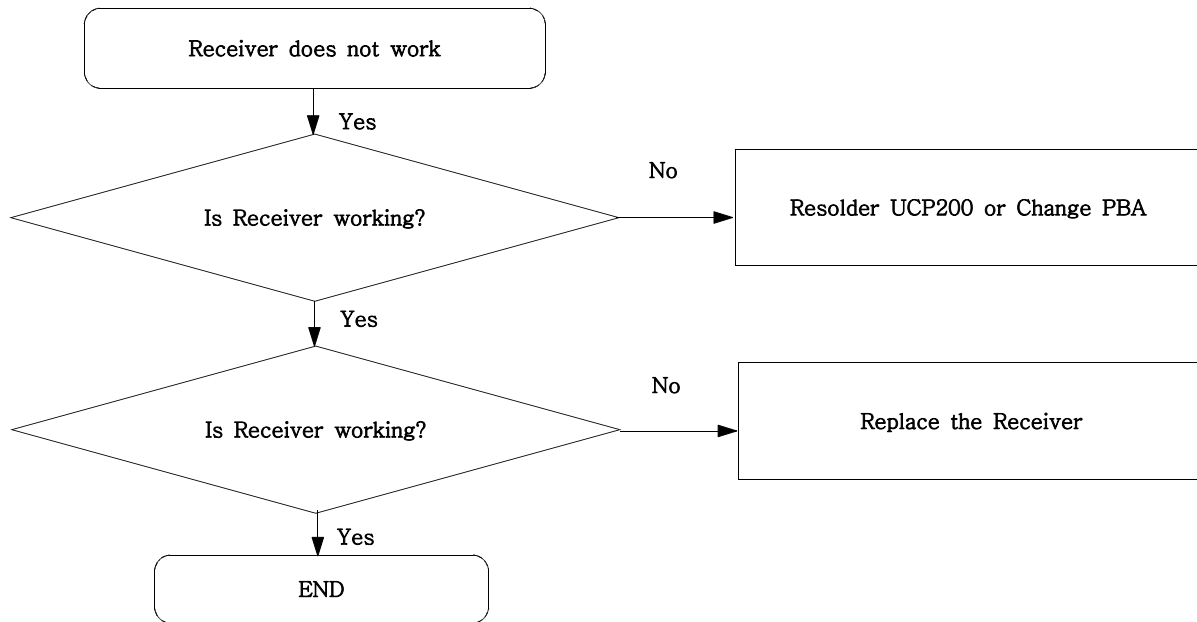 Receiver does not work
Yes
Is Receiver working?
No
Resolder UCP200 or Change PBA
Yes
Is Receiver working?
No
Replace the Receiver
Yes
END